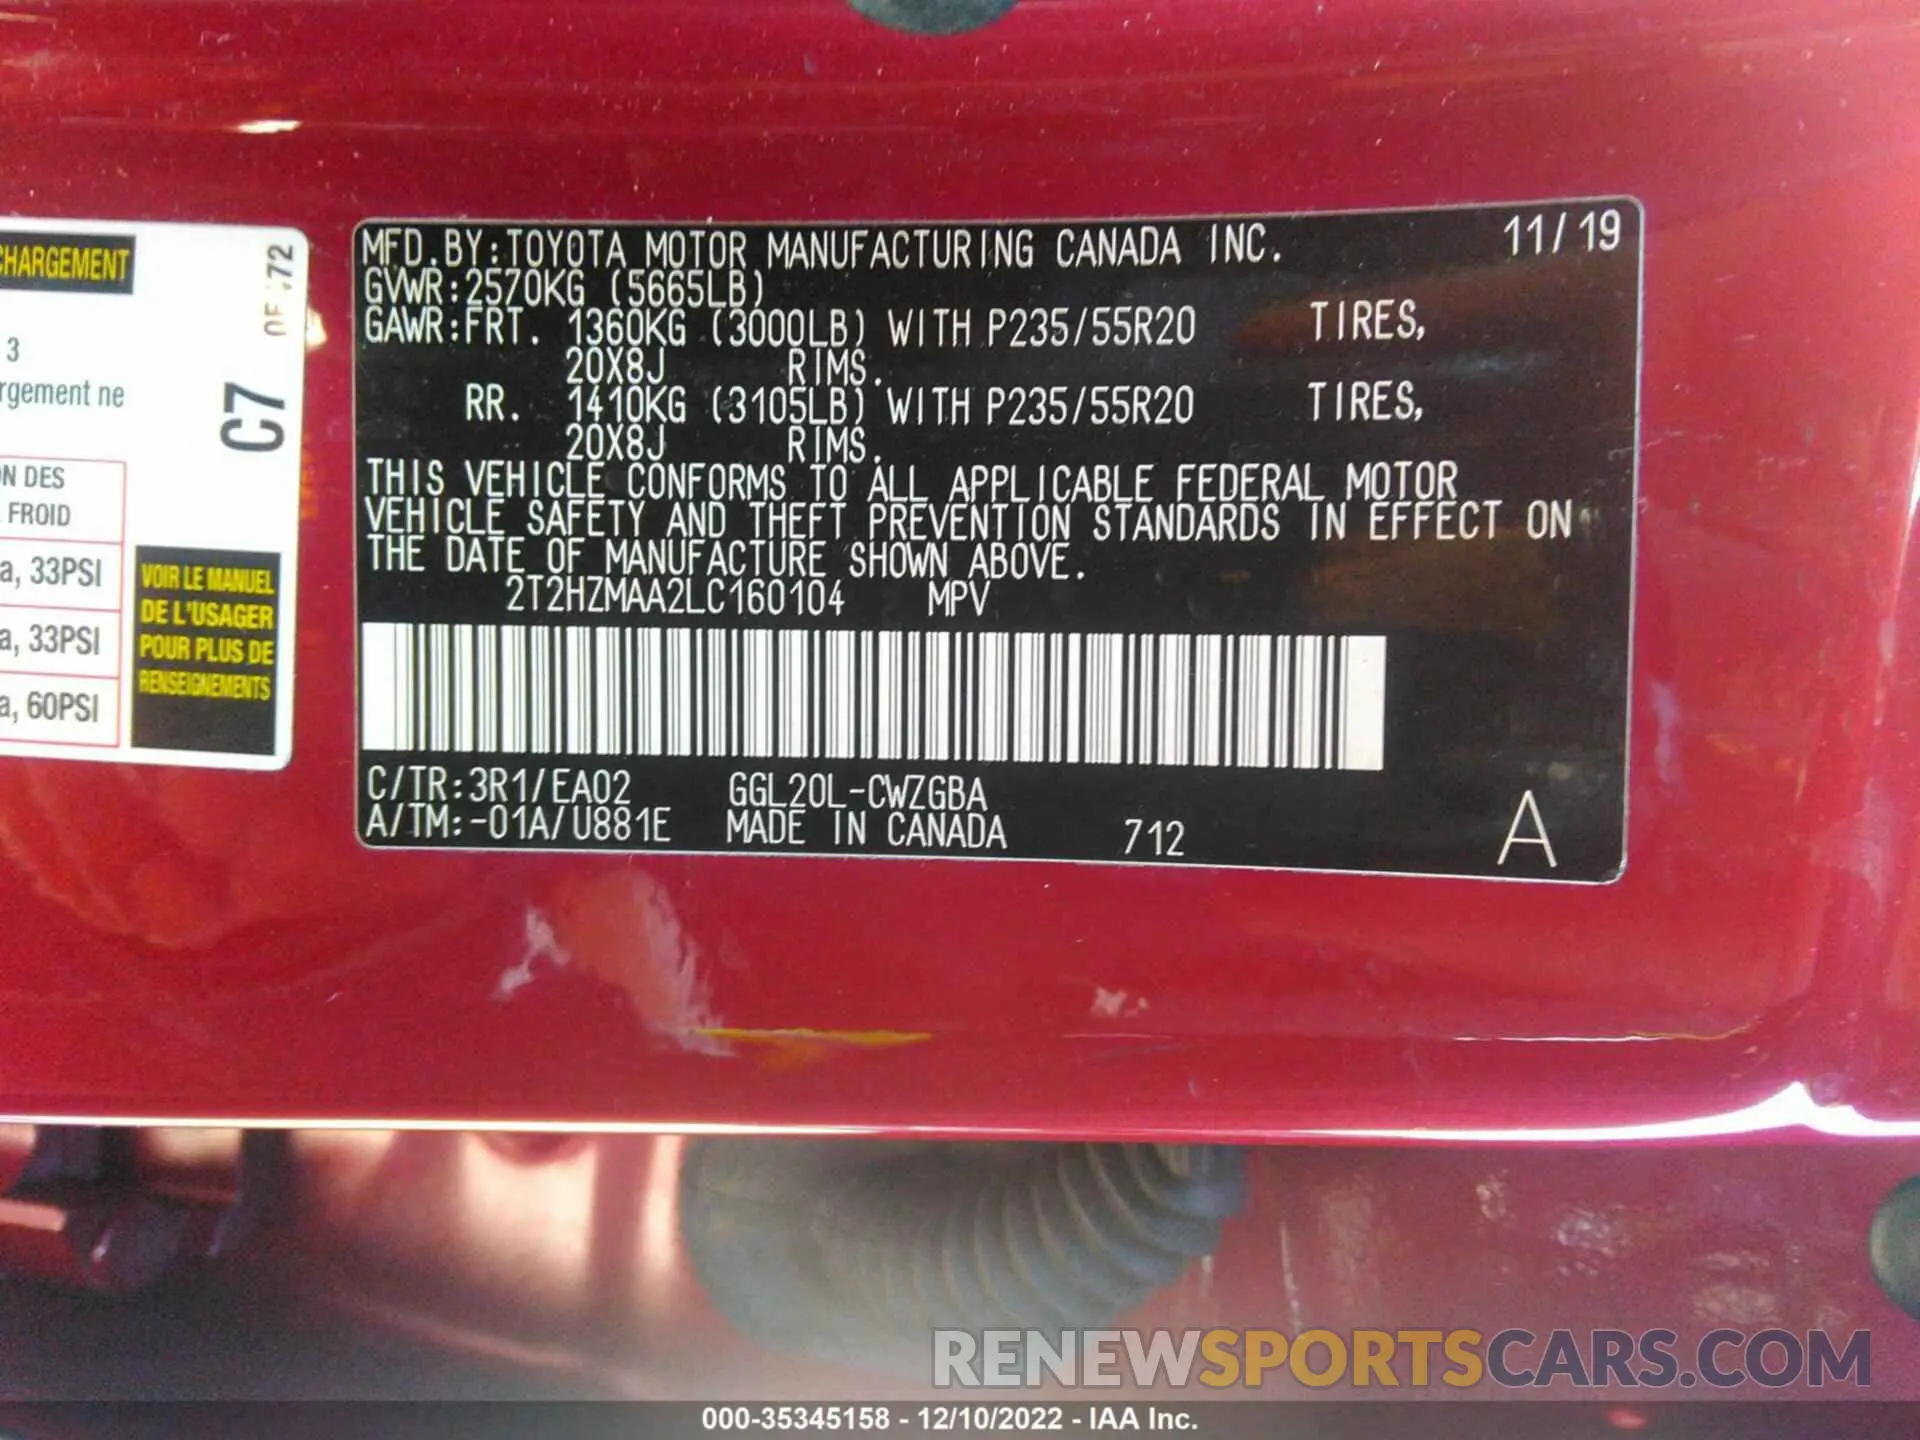 CHARGEMENT
3
rgement ne
C7
N DES
FROID
a, 33PSI
a, 33PSI
a, 60PSI
VOIR LE MANUEL
DE L'USAGER
POUR PLUS DE
RENSEIGNEMENTS
MFD.BY:TOYOTA MOTOR MANUFACTURING CANADA INC. 11/19
GVWR:2570KG (5665LB)
GAWR:FRT. 1360KG (3000LB) WITH P235/55R20 TIRES,
20X8J RIMS.
RR. 1410KG (3105LB) WITH P235/55R20 TIRES,
20X8J RIMS.
THIS VEHICLE CONFORMS TO ALL APPLICABLE FEDERAL MOTOR
VEHICLE SAFETY AND THEFT PREVENTION STANDARDS IN EFFECT ON
THE DATE OF MANUFACTURE SHOWN ABOVE.
2T2HZMAA2LC160104 MPV
C/TR:3R1/EA02 GGL20L-CWZGBA
A/TM:-01A/U881E MADE IN CANADA 712 A
RENEWSPORTSCARS.COM
000-35345158 - 12/10/2022 - IAA Inc.